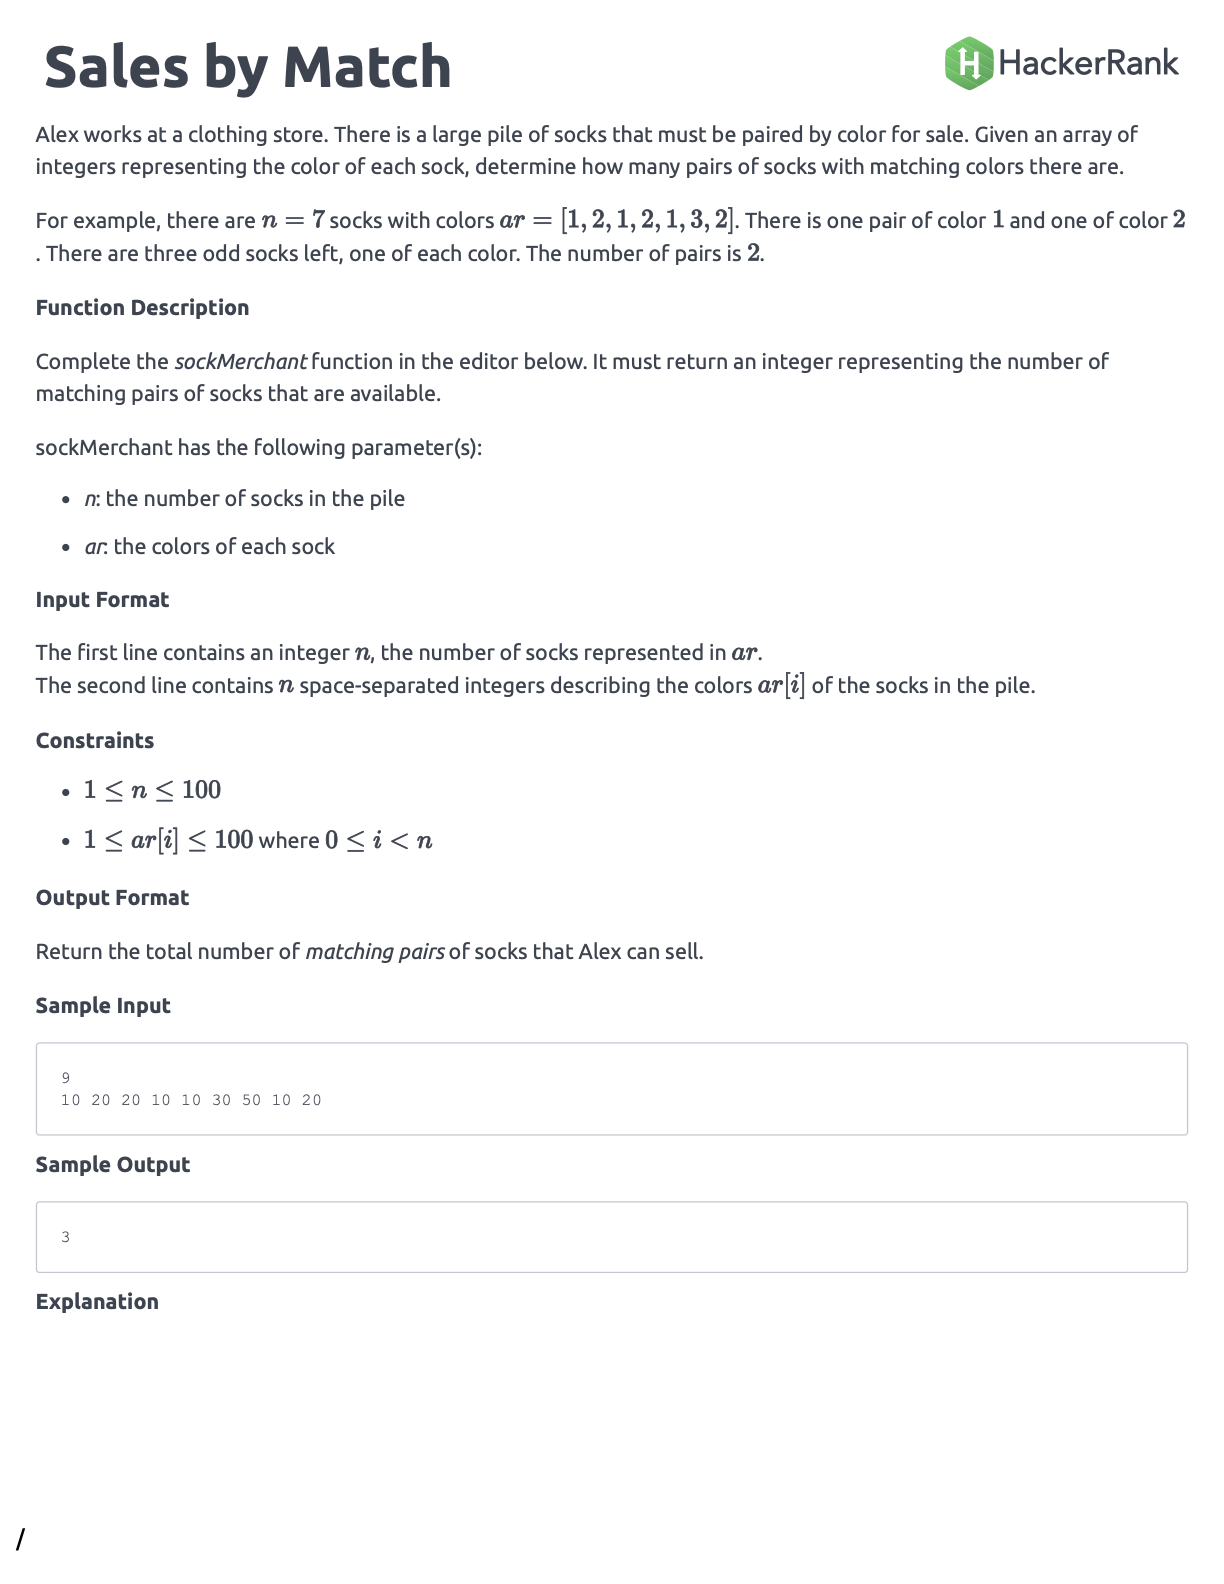 Sales by Match
HackerRank
Alex works at a clothing store. There is a large pile of socks that must be paired by color for sale. Given an array of
integers representing the color of each sock, determine how many pairs of socks with matching colors there are.
For example, there are n = 7 socks with colors ar = [1, 2, 1, 2, 1, 3, 2]. There is one pair of color 1 and one of color 2
. There are three odd socks left, one of each color. The number of pairs is 2.
Function Description
Complete the sockMerchant function in the editor below. It must return an integer representing the number of
matching pairs of socks that are available.
sockMerchant has the following parameter(s):
• n: the number of socks in the pile
• ar: the colors of each sock
Input Format
The first line contains an integer n, the number of socks represented in ar.
The second line contains n space-separated integers describing the colors ar[i] of the socks in the pile.
Constraints
• 1 ≤ n ≤ 100
• 1 ≤ ar[i] ≤ 100 where 0 ≤ i < n
Output Format
Return the total number of matching pairs of socks that Alex can sell.
Sample Input
9
10 20 20 10 10 30 50 10 20
Sample Output
3
Explanation
/